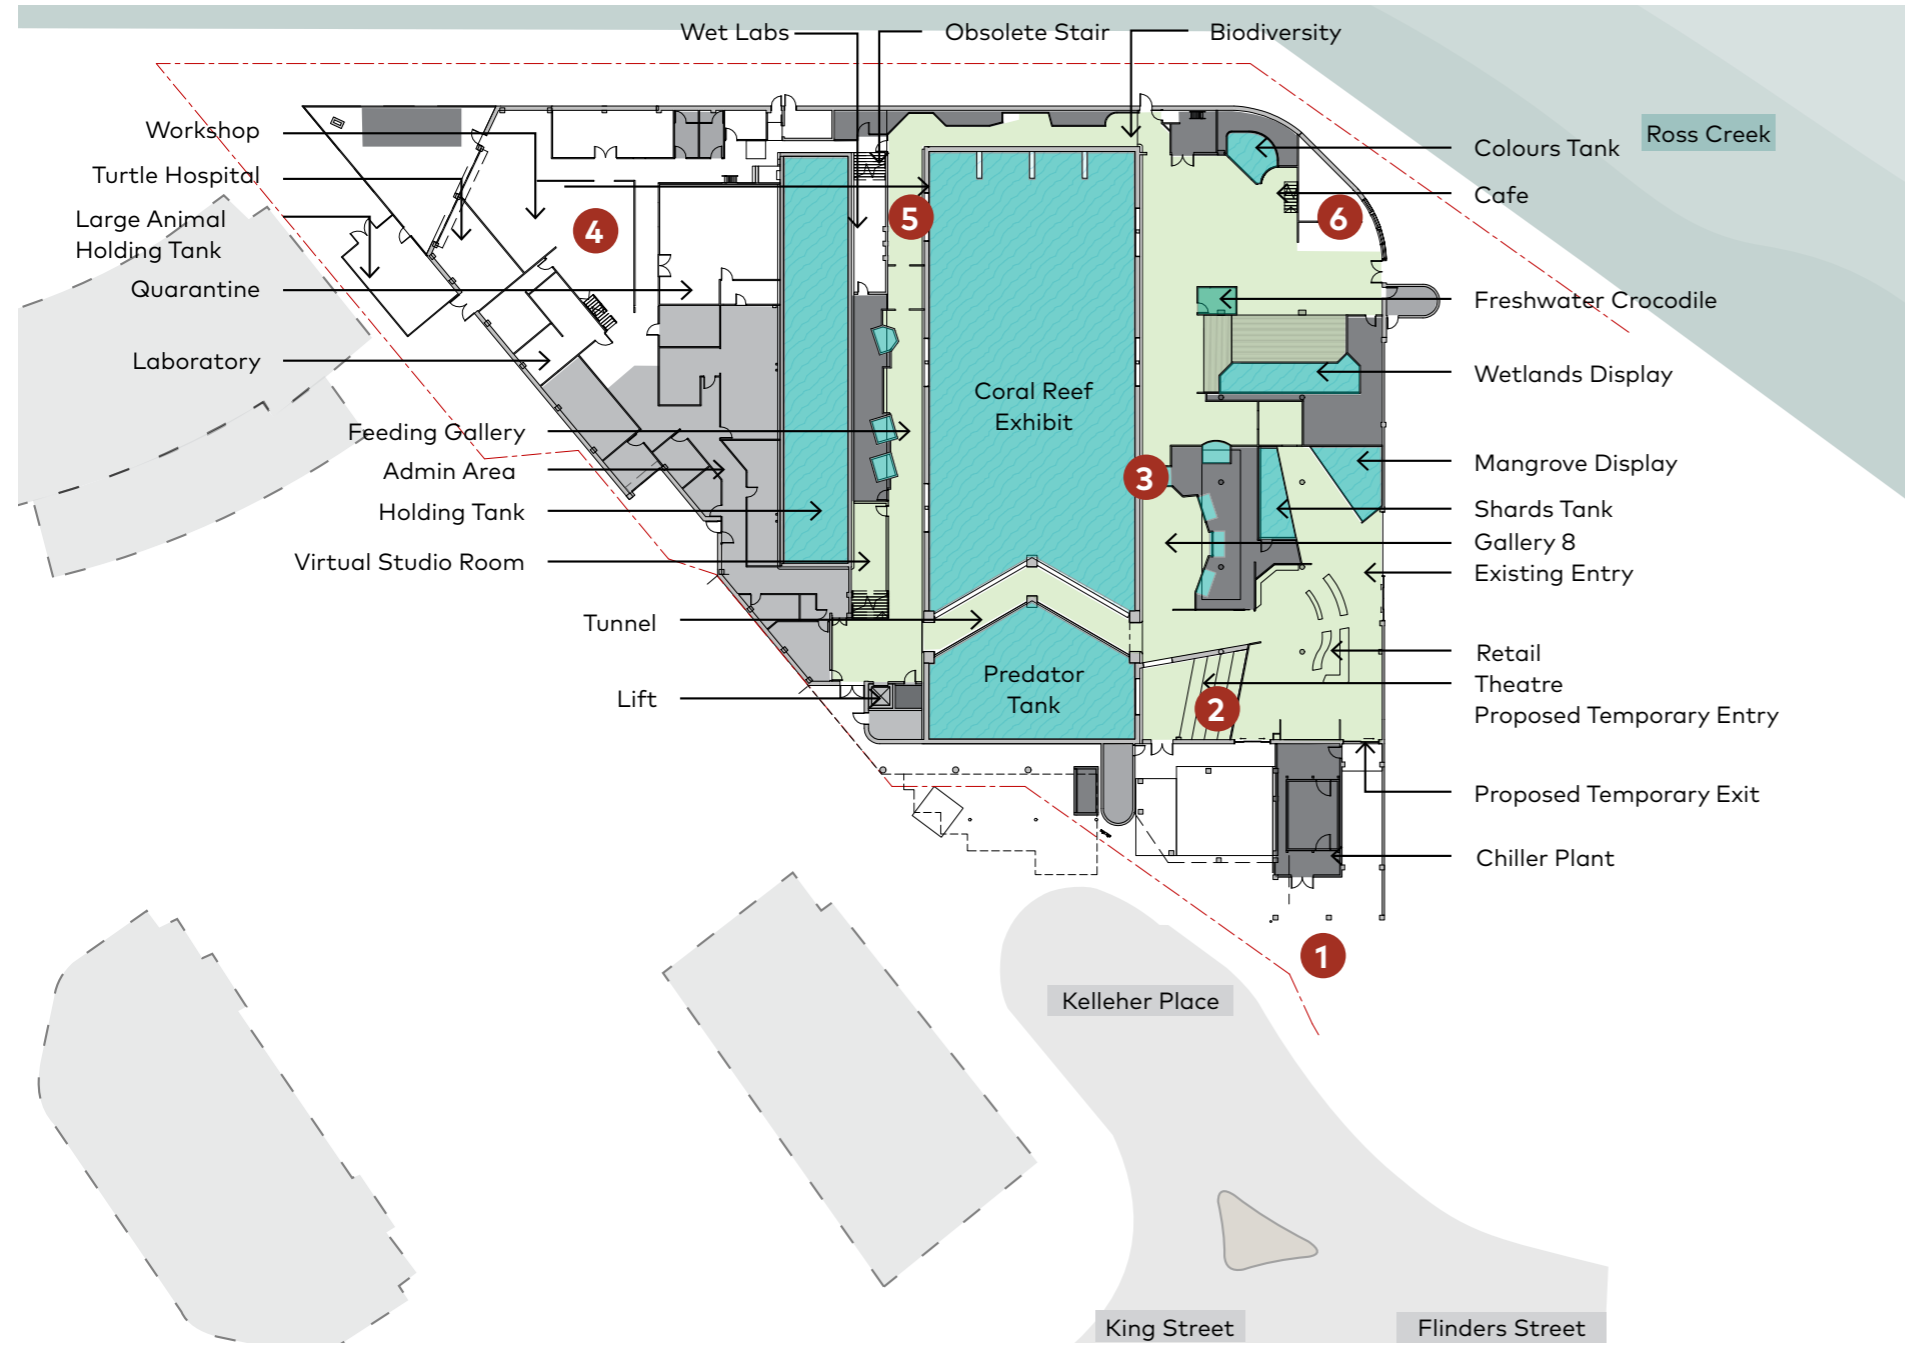 Wet Labs
Obsolete Stair
Biodiversity
Workshop
Turtle Hospital
Large Animal
Holding Tank
Quarantine
Laboratory
Feeding Gallery
Admin Area
Holding Tank
Virtual Studio Room
Tunnel
Lift
Coral Reef
Exhibit
Predator
Tank
Colours Tank
Ross Creek
Cafe
Freshwater Crocodile
Wetlands Display
Mangrove Display
Shards Tank
Gallery 8
Existing Entry
Retail
Theatre
Proposed Temporary Entry
Proposed Temporary Exit
Chiller Plant
4
5
6
3
2
1
Kelleher Place
King Street
Flinders Street